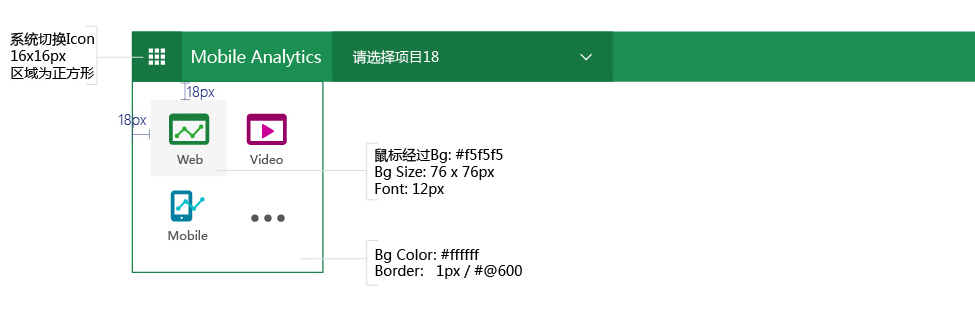 系统切换Icon
16x16px
区域为正方形
Mobile Analytics
请选择项目18
18px
18px
Web
Video
鼠标经过Bg: #f5f5f5
Bg Size: 76 x 76px
Font: 12px
Mobile
Bg Color: #ffffff
Border: 1px / #@600